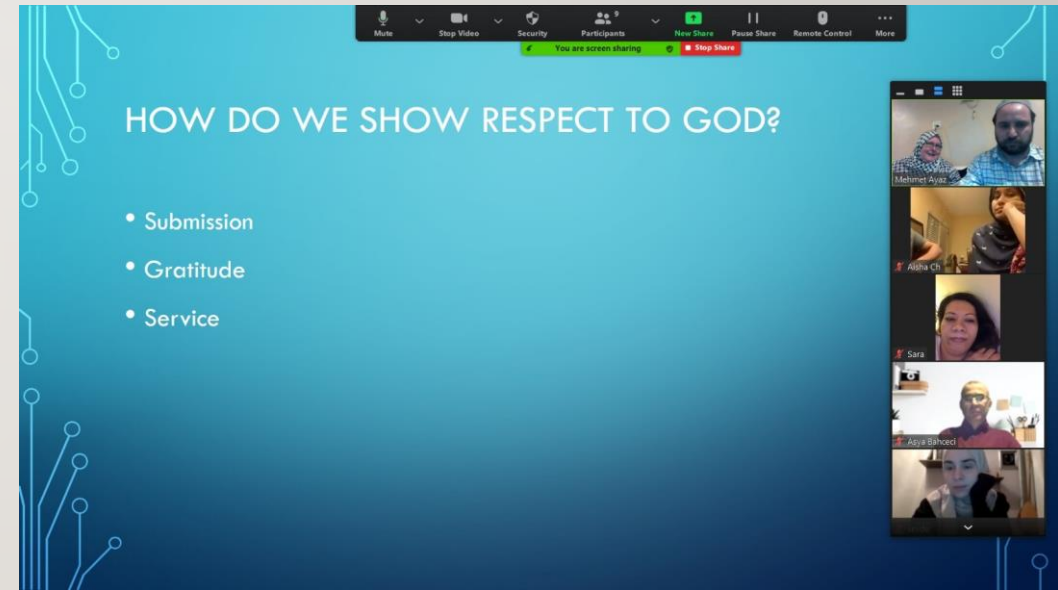 Mute
Stop Video
Security
Participants
9
New Share
Pause Share
Remote Control
More
You are screen sharing
Stop Share
HOW DO WE SHOW RESPECT TO GOD?
• Submission
• Gratitude
• Service
Mehmet Ayaz
Aisha Ch
Sara
Asya Bahceci